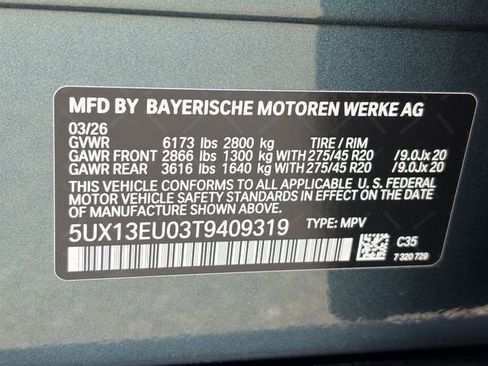 MFD BY BAYERISCHE MOTOREN WERKE AG
03/26
GVWR 6173 lbs 2800 kg TIRE / RIM
GAWR FRONT 2866 lbs 1300 kg WITH 275/45 R20 /9.0Jx 20
GAWR REAR 3616 lbs 1640 kg WITH 275/45 R20 /9.0Jx 20
THIS VEHICLE CONFORMS TO ALL APPLICABLE U. S. FEDERAL
MOTOR VEHICLE SAFETY STANDARDS IN EFFECT ON THE DATE
OF MANUFACTURE SHOWN ABOVE.
5UX13EU03T9409319 TYPE: MPV
C35
7 320 729